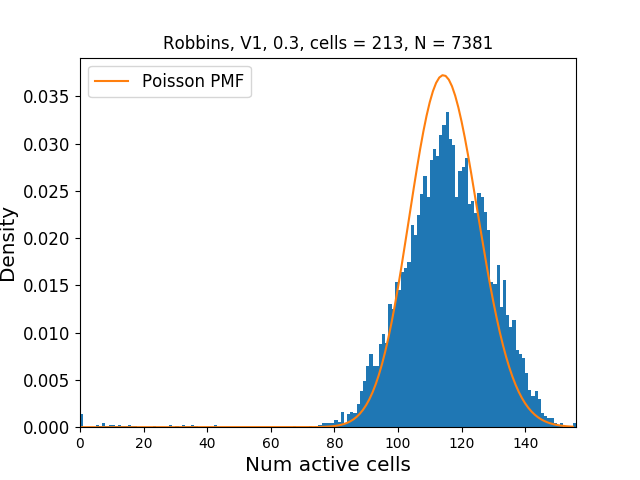 Robbins, V1, 0.3, cells = 213, N = 7381
Poisson PMF
Density
0.035
0.030
0.025
0.020
0.015
0.010
0.005
0.000
0 20 40 60 80 100 120 140
Num active cells